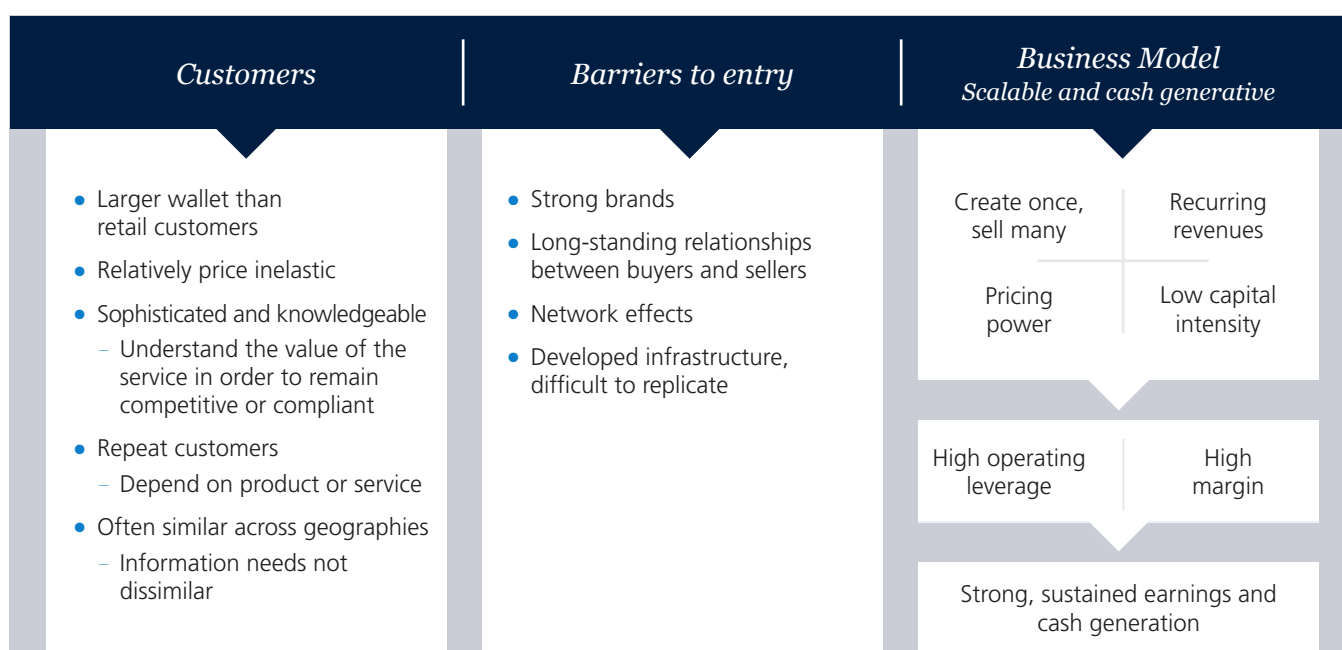 Customers
Barriers to entry
Business Model
Scalable and cash generative
• Larger wallet than
retail customers
• Relatively price inelastic
• Sophisticated and knowledgeable
– Understand the value of the
service in order to remain
competitive or compliant
• Repeat customers
– Depend on product or service
• Often similar across geographies
– Information needs not
dissimilar
• Strong brands
• Long-standing relationships
between buyers and sellers
• Network effects
• Developed infrastructure,
difficult to replicate
Create once,
sell many
Recurring
revenues
Pricing
power
Low capital
intensity
High operating
leverage
High
margin
Strong, sustained earnings and
cash generation